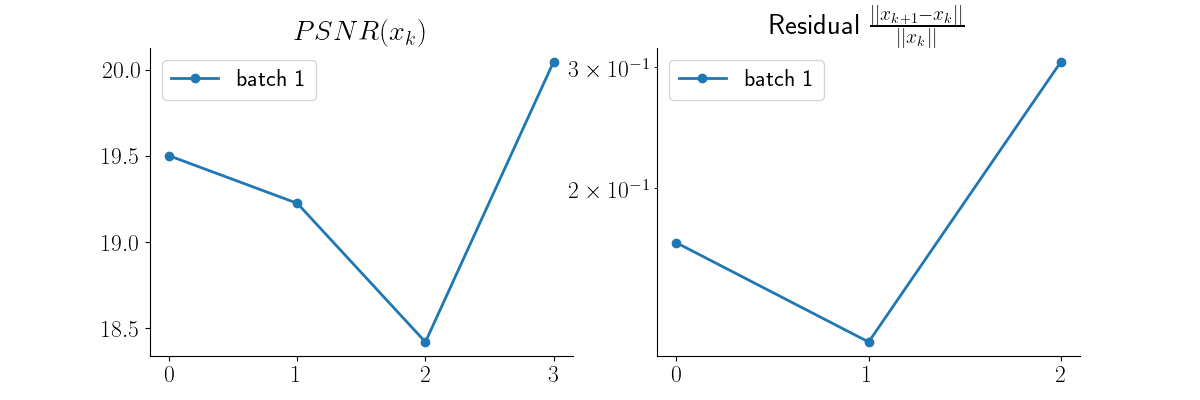 PSNR(x_k)
20.0
19.5
19.0
18.5
0 1 2 3
batch 1
Residual \frac{||x_{k+1}-x_k||}{||x_k||}
3 × 10^{-1}
2 × 10^{-1}
0 1 2
batch 1